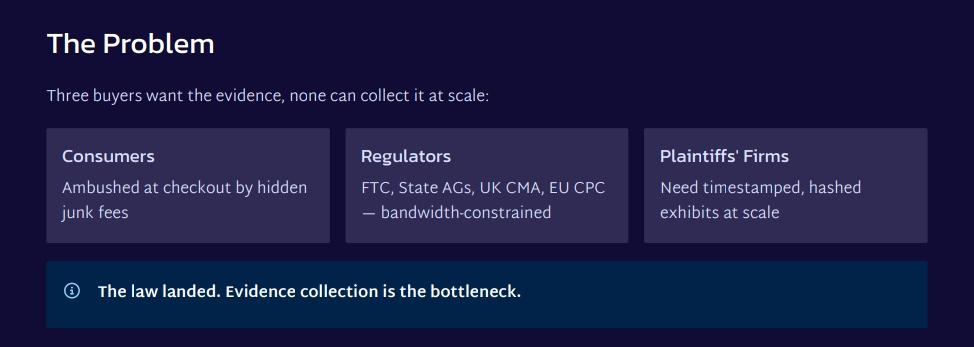 The Problem
Three buyers want the evidence, none can collect it at scale:
Consumers
Ambushed at checkout by hidden
junk fees
Regulators
FTC, State AGs, UK CMA, EU CPC
— bandwidth-constrained
Plaintiffs' Firms
Need timestamped, hashed
exhibits at scale
The law landed. Evidence collection is the bottleneck.